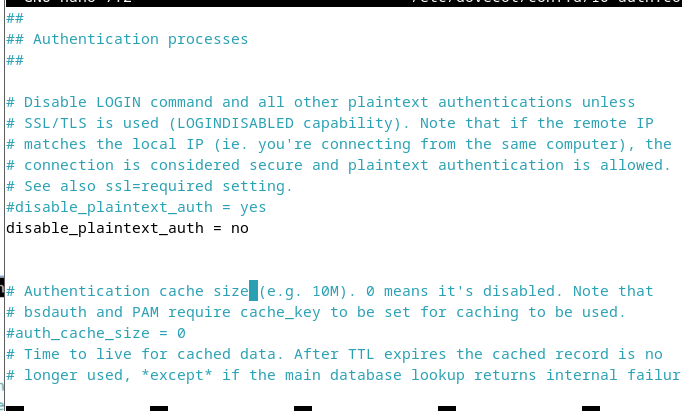 ##
## Authentication processes
##
# Disable LOGIN command and all other plaintext authentications unless
# SSL/TLS is used (LOGINDISABLED capability). Note that if the remote IP
# matches the local IP (ie. you're connecting from the same computer), the
# connection is considered secure and plaintext authentication is allowed.
# See also ssl=required setting.
#disable_plaintext_auth = yes
disable_plaintext_auth = no
# Authentication cache size (e.g. 10M). 0 means it's disabled. Note that
# bsdauth and PAM require cache_key to be set for caching to be used.
#auth_cache_size = 0
# Time to live for cached data. After TTL expires the cached record is no
# longer used, *except* if the main database lookup returns internal failur